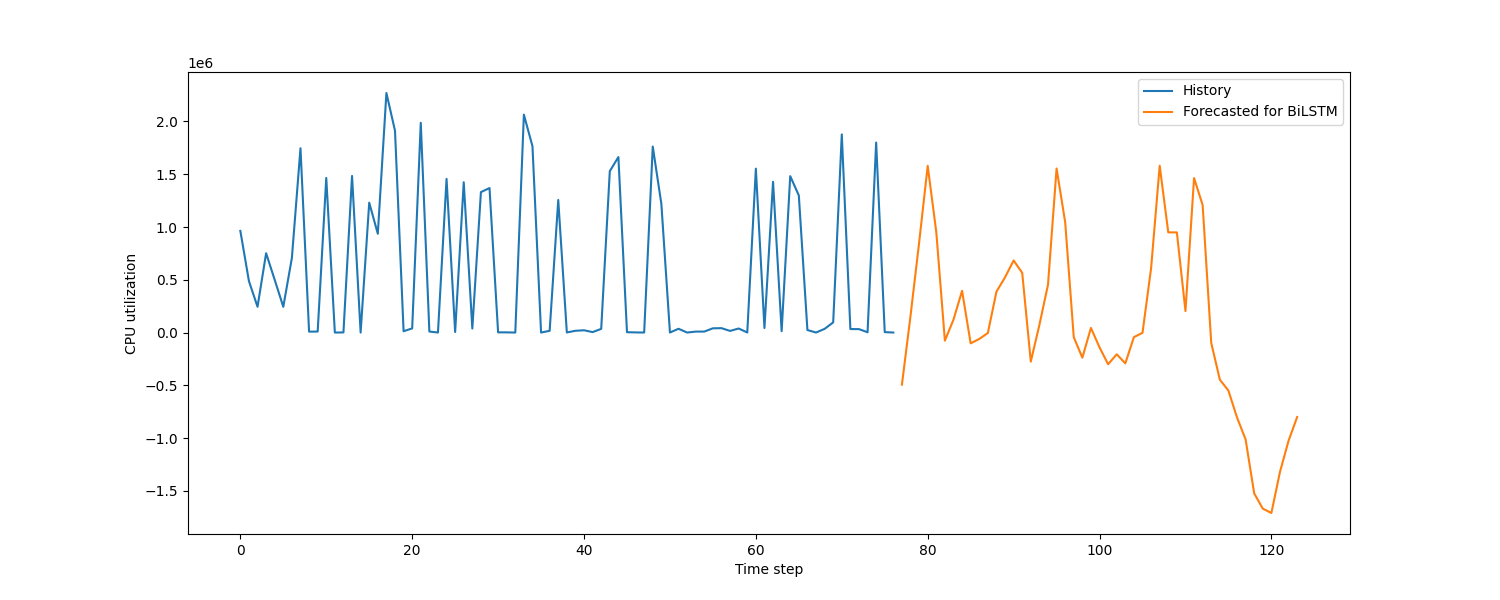 1e6
History
Forecasted for BiLSTM
2.0
1.5
1.0
0.5
0.0
−0.5
−1.0
−1.5
CPU utilization
0 20 40 60 80 100 120
Time step